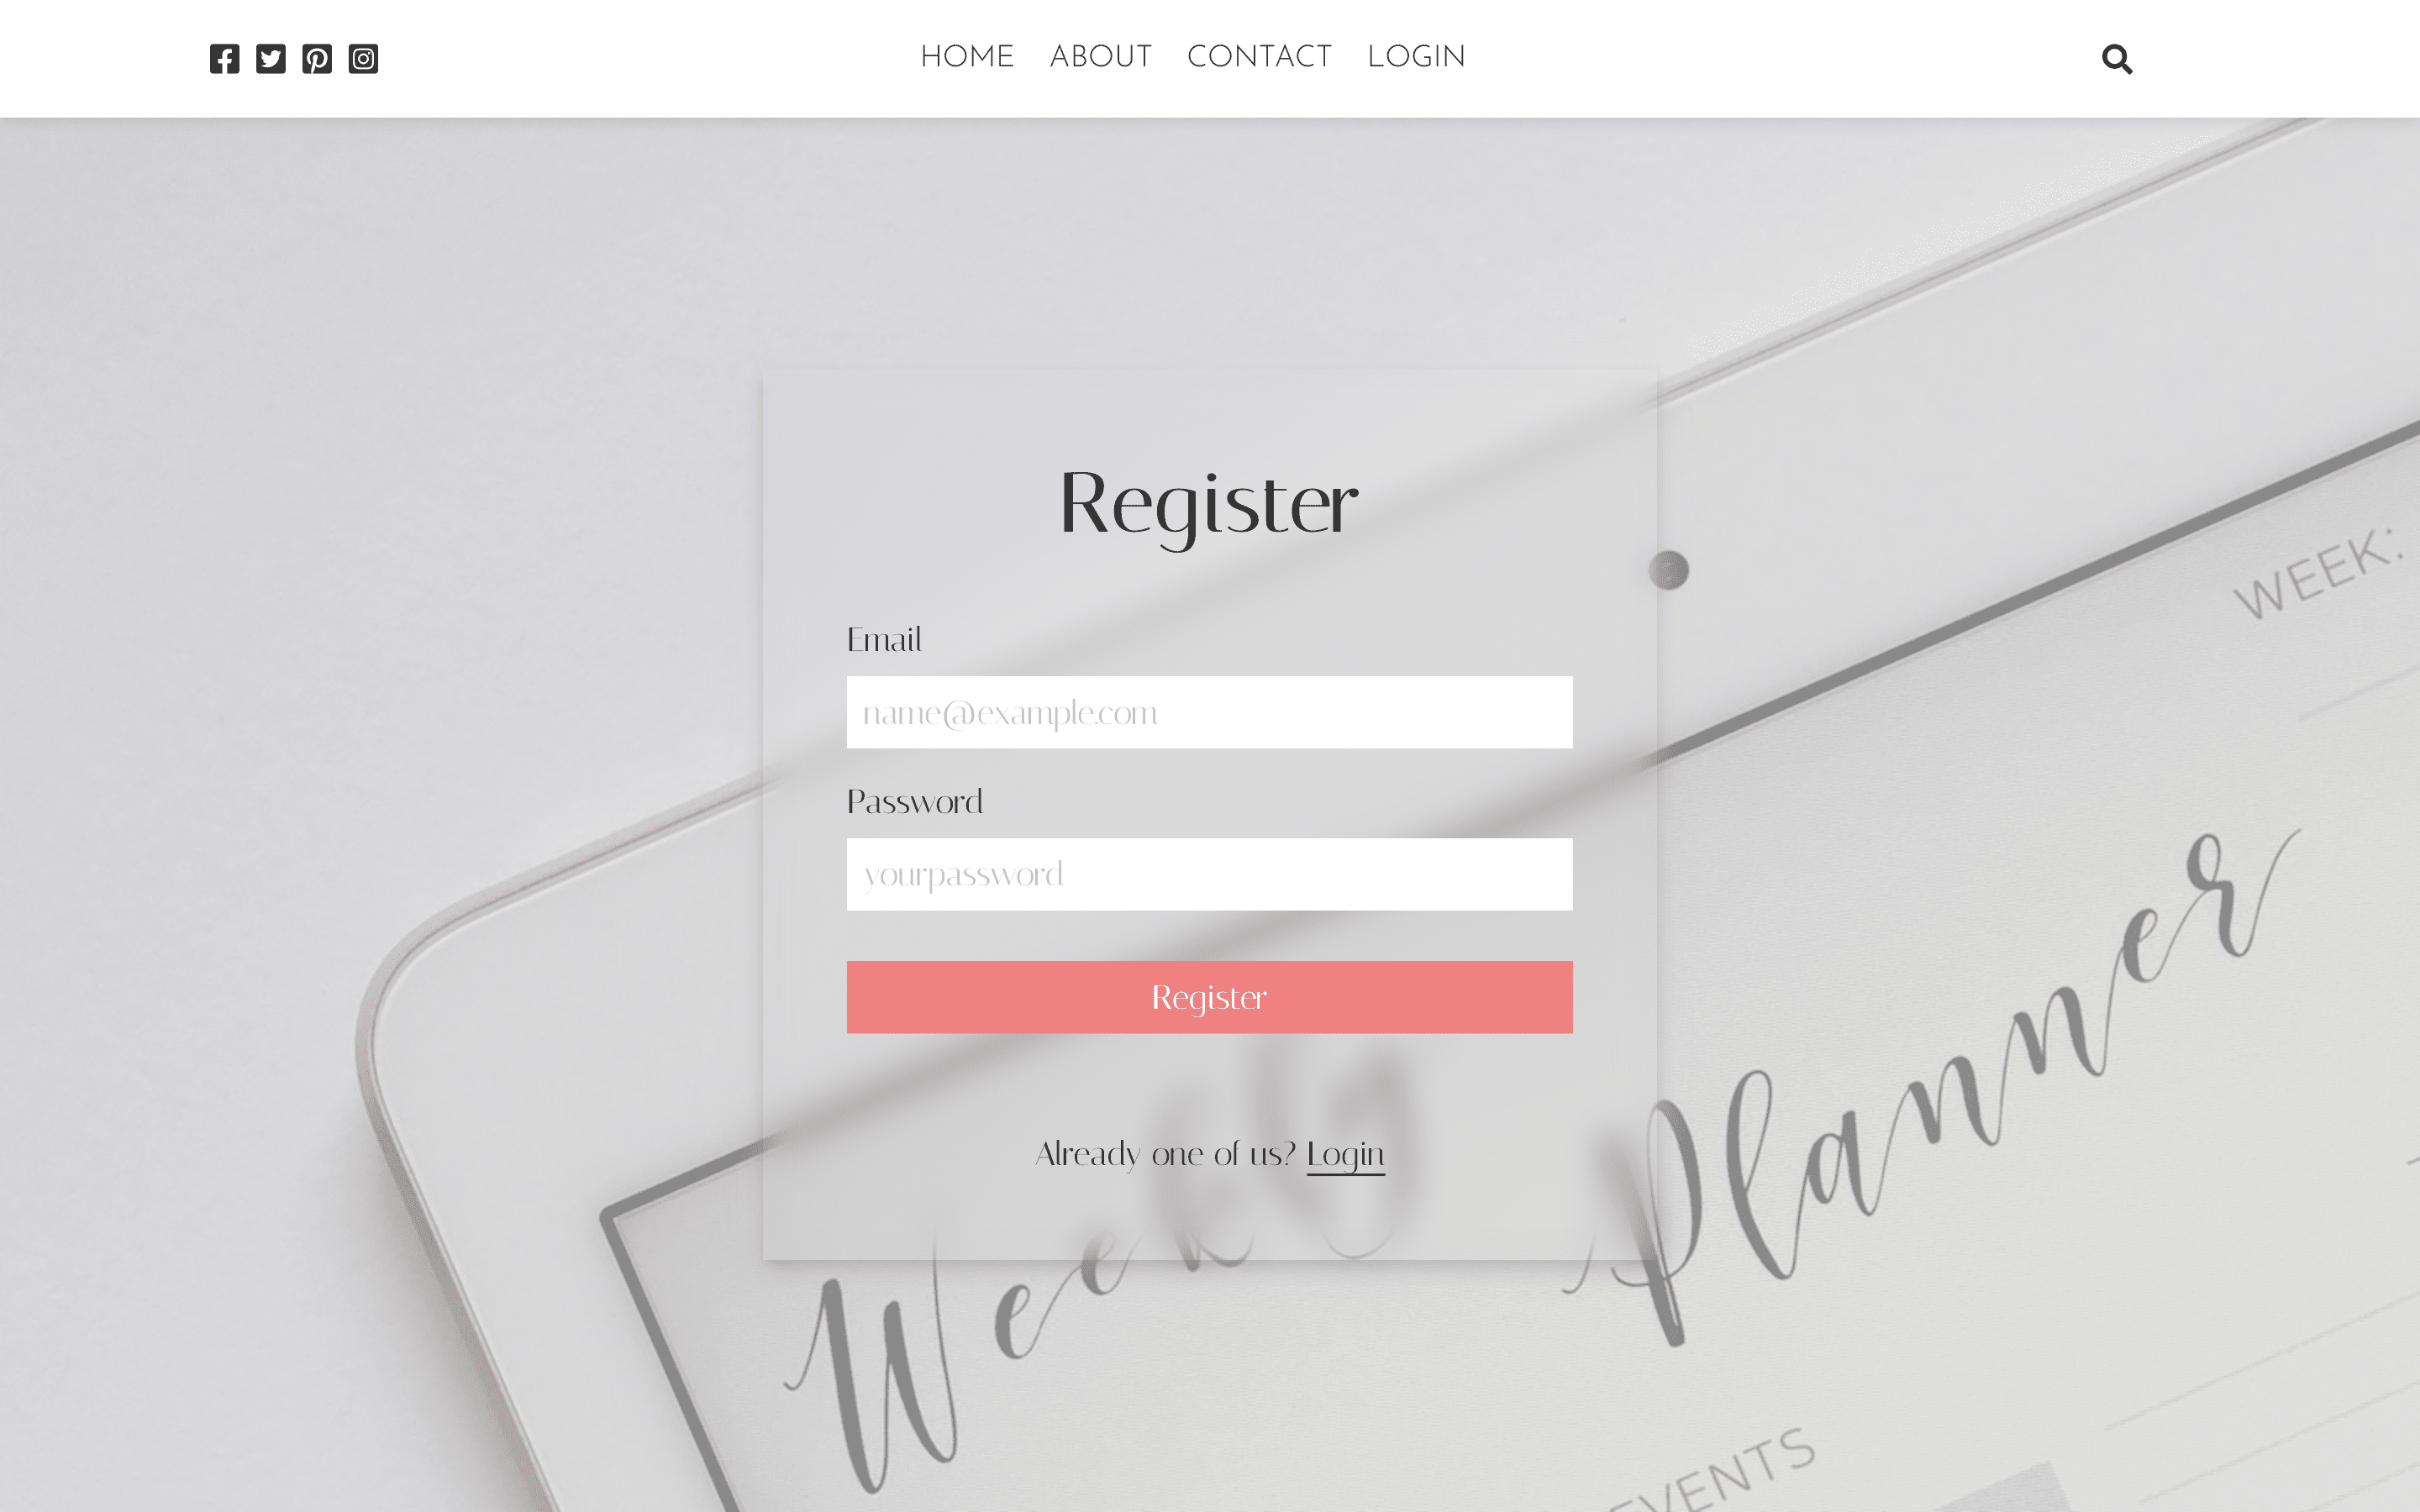 HOME ABOUT CONTACT LOGIN
Register
WEEK:
Email
name@example.com
Password
yourpassword
Register
Already one of us? Login
Weekly Planner
EVENTS